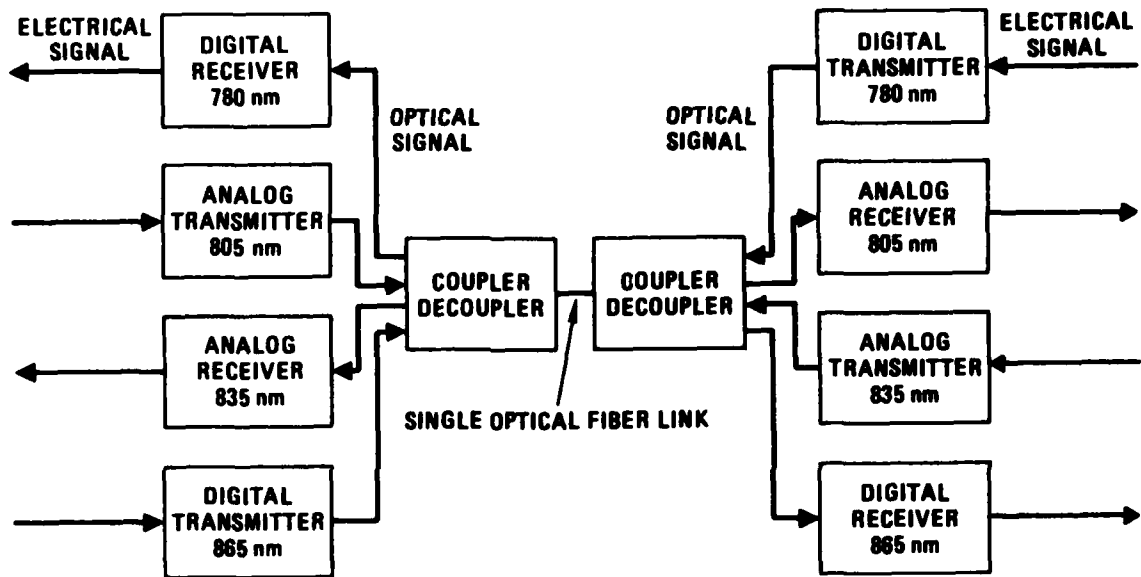 ELECTRICAL
SIGNAL
DIGITAL
RECEIVER
780 nm
OPTICAL
SIGNAL
ANALOG
TRANSMITTER
805 nm
ANALOG
RECEIVER
835 nm
DIGITAL
TRANSMITTER
865 nm
COUPLER
DECOUPLER
SINGLE OPTICAL FIBER LINK
COUPLER
DECOUPLER
OPTICAL
SIGNAL
DIGITAL
TRANSMITTER
780 nm
ELECTRICAL
SIGNAL
ANALOG
RECEIVER
805 nm
ANALOG
TRANSMITTER
835 nm
DIGITAL
RECEIVER
865 nm